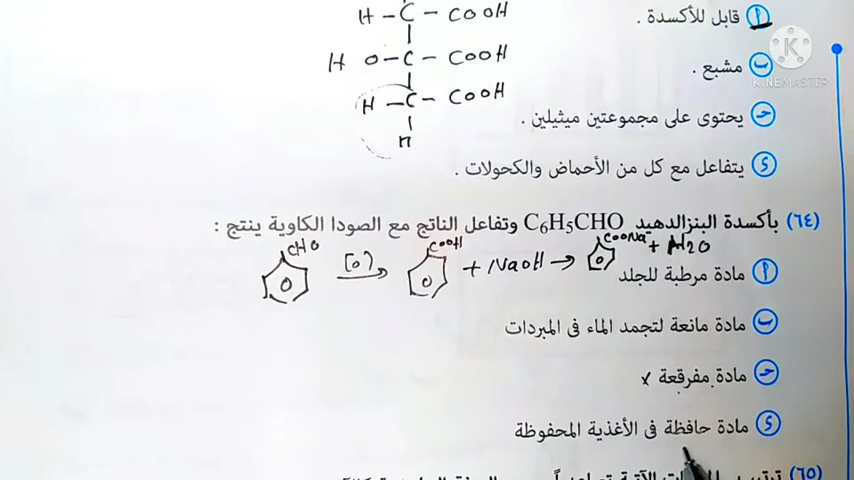 أ قابل للأكسدة .
H – C – COOH
ب مشبع .
KINEMASTER
H O – C – COOH
H – C – COOH
ح يحتوى على مجموعتين ميثيلين .
H
ى يتفاعل مع كل من الأحماض والكحولات .
(٦٤) بأكسدة البنزالدهيد C₆H₅CHO وتفاعل الناتج مع الصودا الكاوية ينتج :
CHO [O] → COOH + NaOH → COONa + H2O
أ مادة مرطبة للجلد
ب مادة مانعة لتجمد الماء فى المبردات
ح مادة مفرقعة x
ى مادة حافظة فى الأغذية المحفوظة
(٦٥) ترتيب